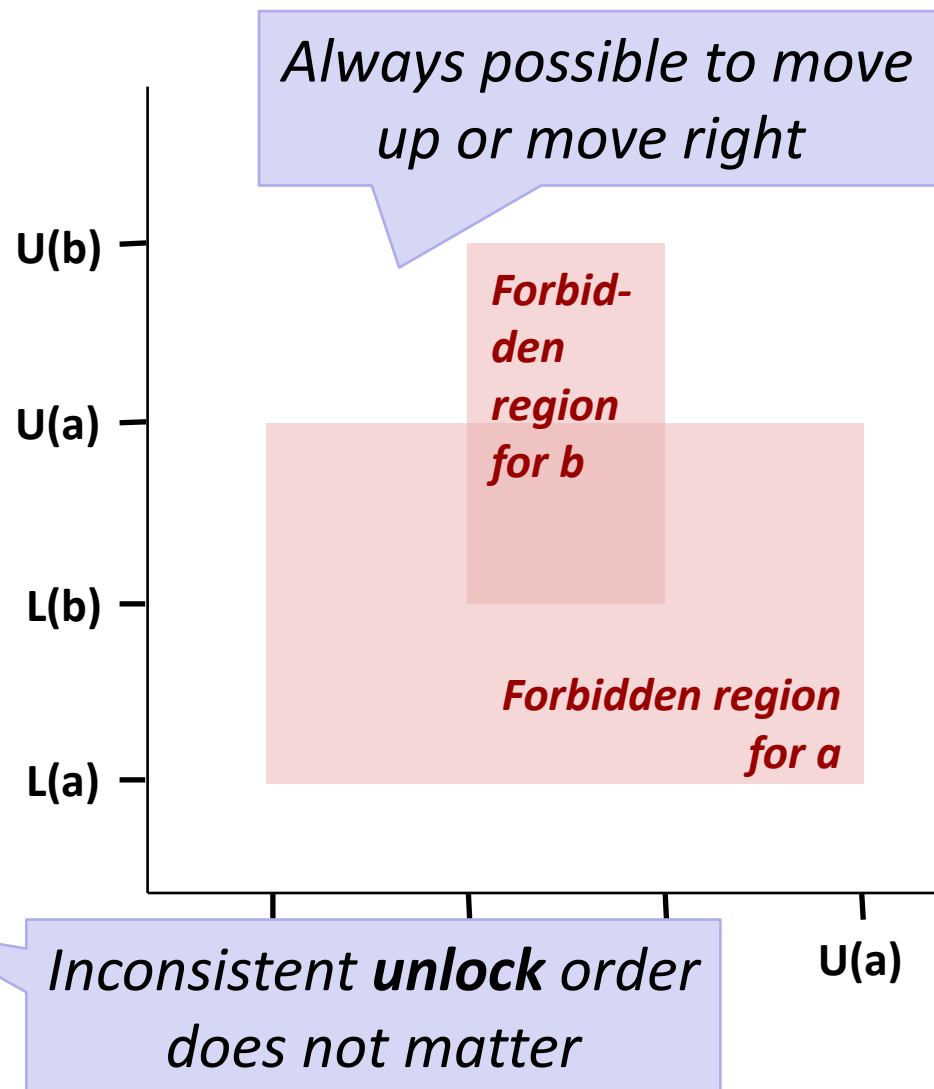 Always possible to move
up or move right
U(b)
Forbid-
den
region
for b
U(a)
L(b)
Forbidden region
for a
L(a)
U(a)
Inconsistent unlock order
does not matter